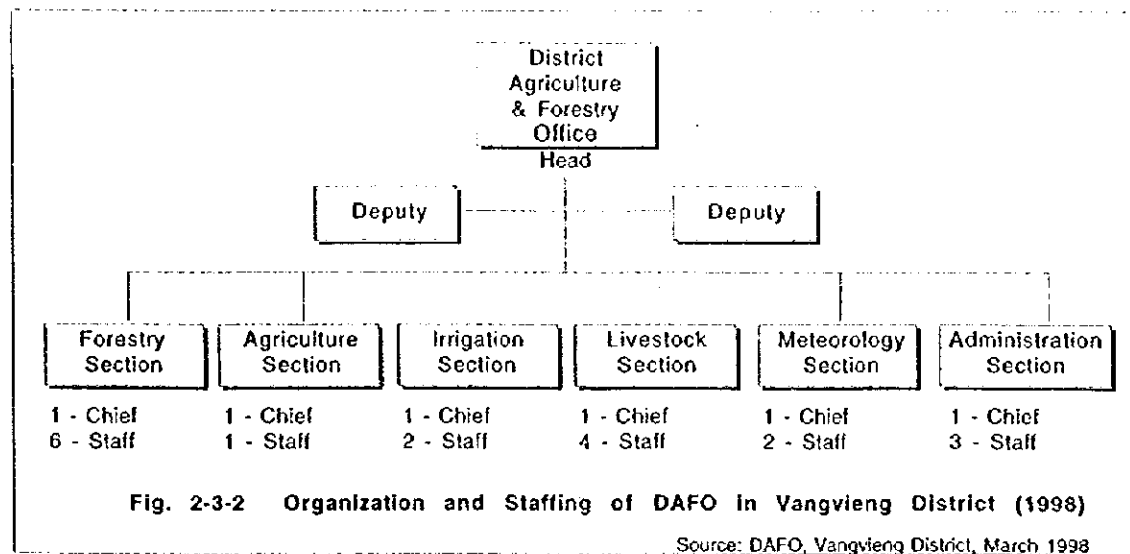 District
Agriculture
& Forestry
Office
Head
Deputy
Deputy
Forestry
Section
1 - Chief
6 - Staff
Agriculture
Section
1 - Chief
1 - Staff
Irrigation
Section
1 - Chief
2 - Staff
Livestock
Section
1 - Chief
4 - Staff
Meteorology
Section
1 - Chief
2 - Staff
Administration
Section
1 - Chief
3 - Staff
Fig. 2-3-2 Organization and Staffing of DAFO in Vangvieng District (1998)
Source: DAFO, Vangvieng District, March 1998